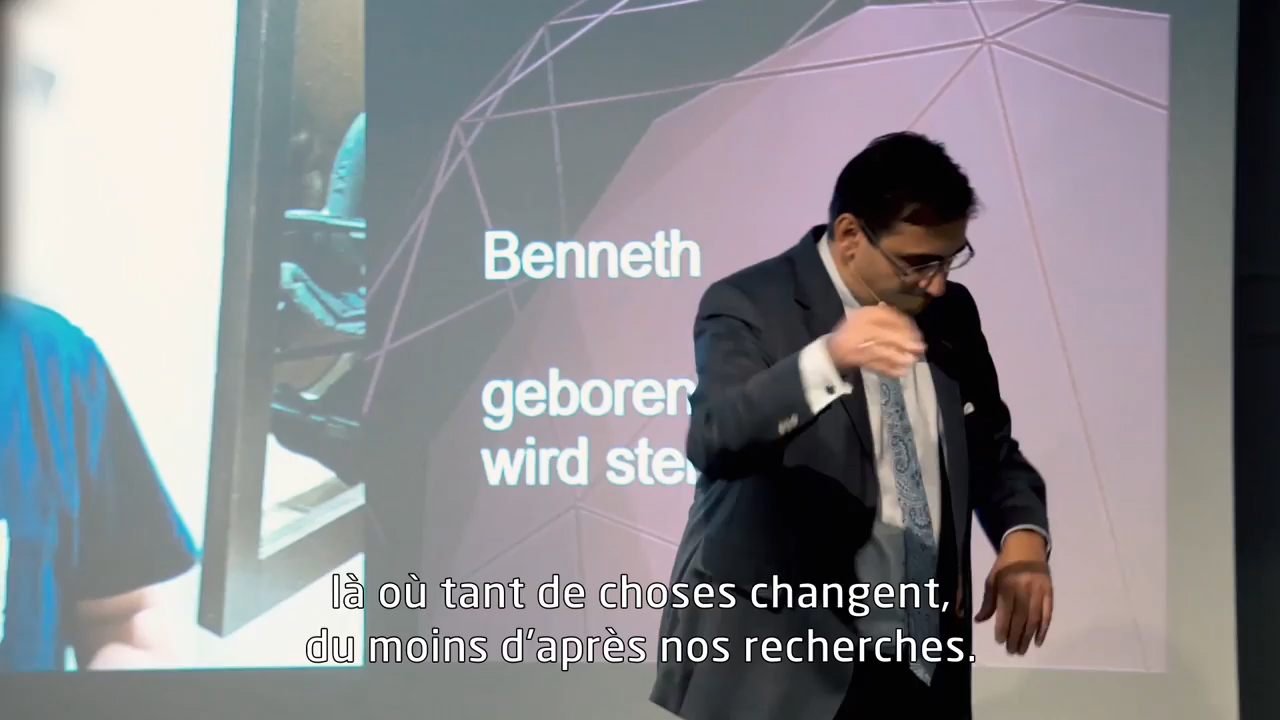 Benneth
geboren
wird
là où tant de choses changent,
du moins d'après nos recherches.